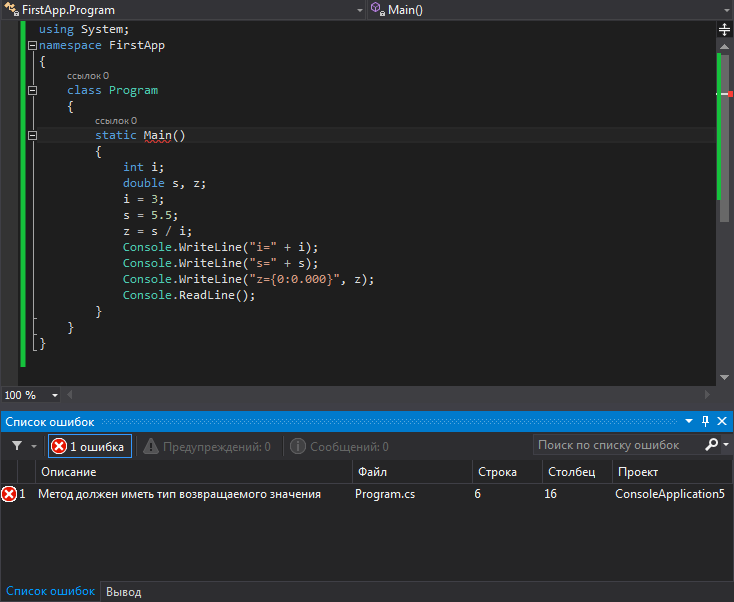 FirstApp.Program Main()
using System;
namespace FirstApp
{
ссылок 0
class Program
{
ссылок 0
static Main()
{
int i;
double s, z;
i = 3;
s = 5.5;
z = s / i;
Console.WriteLine("i=" + i);
Console.WriteLine("s=" + s);
Console.WriteLine("z={0:0.000}", z);
Console.ReadLine();
}
}
}
100 %
Список ошибок
1 ошибка Предупреждений: 0 Сообщений: 0 Поиск по списку ошибок
Описание Файл Строка Столбец Проект
1 Метод должен иметь тип возвращаемого значения Program.cs 6 16 ConsoleApplication5
Список ошибок Вывод